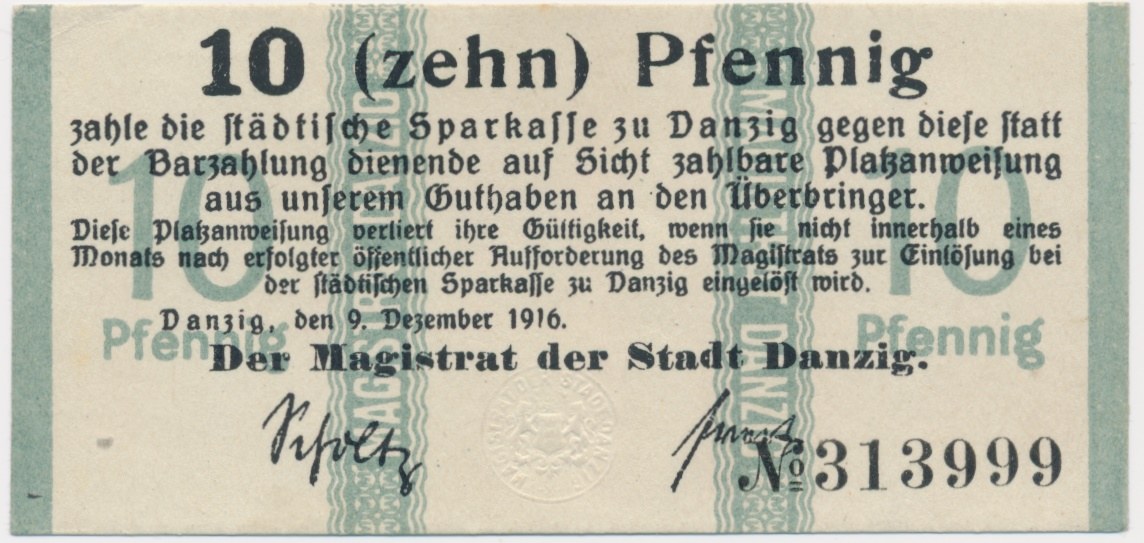 10 (zehn) Pfennig
zahle die städtische Sparkasse zu Danzig gegen diese statt
der Barzahlung dienende auf Sicht zahlbare Platzanweisung
aus unserem Guthaben an den Überbringer.
Diese Platzanweisung verliert ihre Gültigkeit, wenn sie nicht innerhalb eines
Monats nach erfolgter öffentlicher Aufforderung des Magistrats zur Einlösung bei
der städtischen Sparkasse zu Danzig eingelöst wird.
Danzig, den 9. Dezember 1916.
Der Magistrat der Stadt Danzig.
Scholtz
№ 313999
10
Pfennig
10
Pfennig